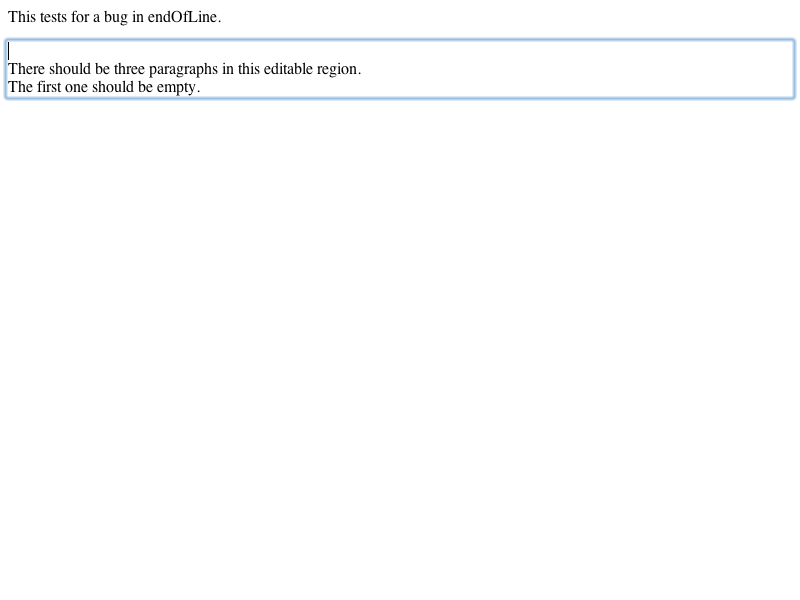 This tests for a bug in endOfLine.
There should be three paragraphs in this editable region.
The first one should be empty.